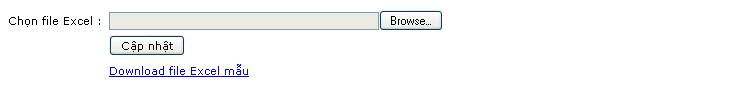 Chọn file Excel : Browse...
Cập nhật
Download file Excel mẫu